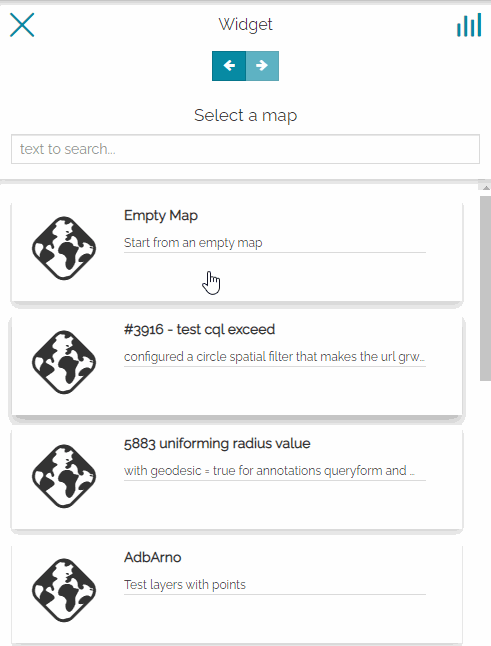 Widget
Select a map
text to search...
Empty Map
Start from an empty map
#3916 - test cql exceed
configured a circle spatial filter that makes the url grw...
5883 uniforming radius value
with geodesic = true for annotations queryform and ...
AdbArno
Test layers with points